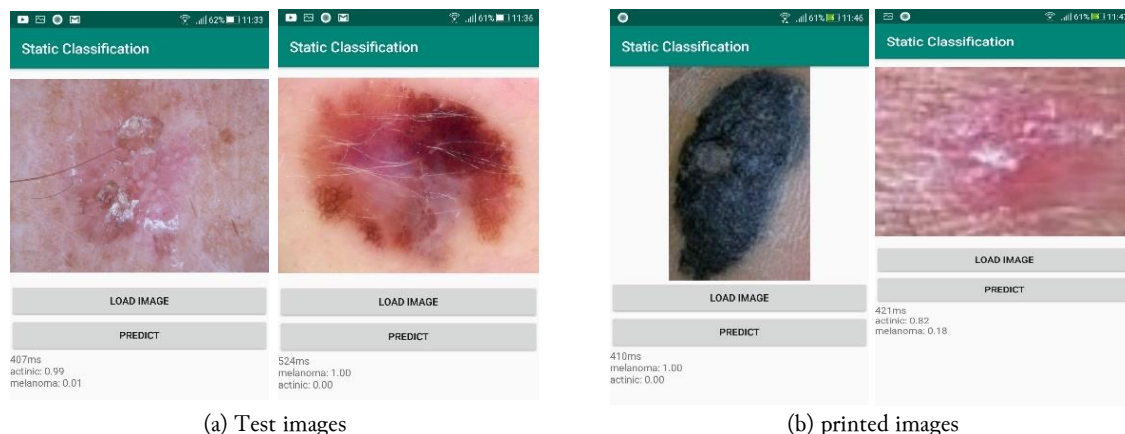 62% 11:33
Static Classification
LOAD IMAGE
PREDICT
407ms
actinic: 0.99
melanoma: 0.01
61% 11:36
Static Classification
LOAD IMAGE
PREDICT
524ms
melanoma: 1.00
actinic: 0.00
(a) Test images
61% 11:46
Static Classification
LOAD IMAGE
PREDICT
410ms
melanoma: 1.00
actinic: 0.00
61%
Static Classification
LOAD IMAGE
PREDICT
421ms
actinic: 0.82
melanoma: 0.18
(b) printed images